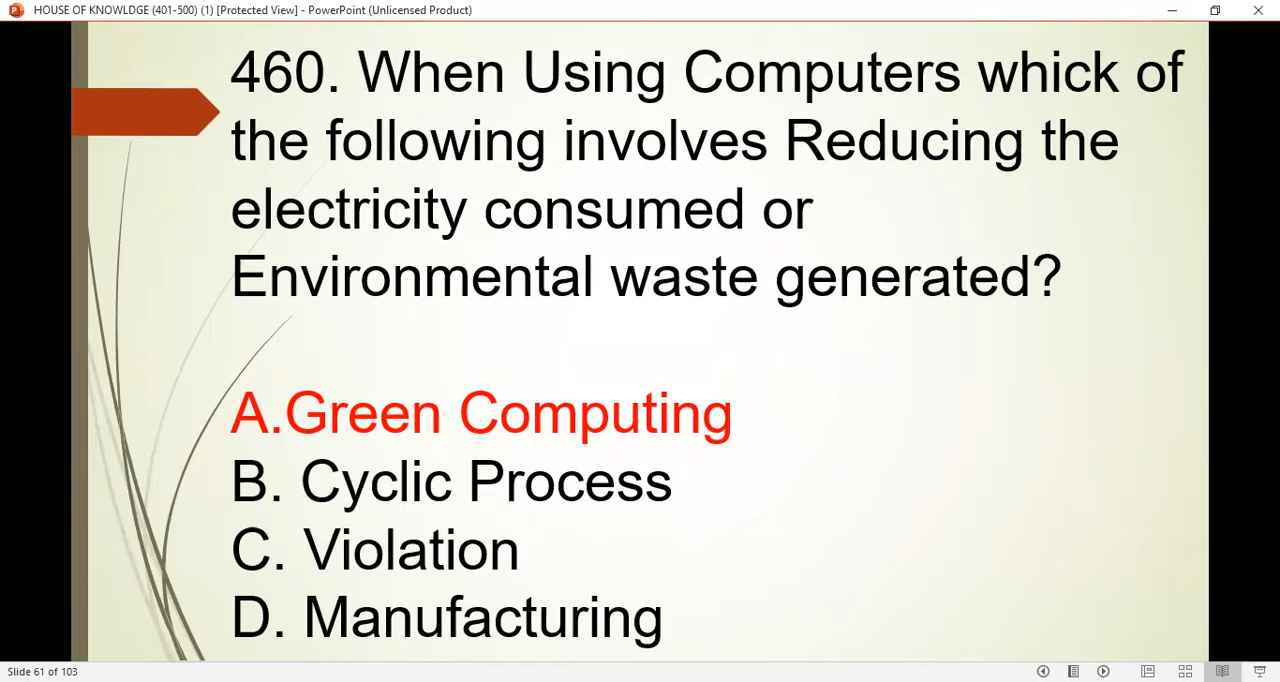 HOUSE OF KNOWLDGE (401-500) (1) [Protected View] - PowerPoint (Unlicensed Product)
460. When Using Computers whick of
the following involves Reducing the
electricity consumed or
Environmental waste generated?
A.Green Computing
B. Cyclic Process
C. Violation
D. Manufacturing
Slide 61 of 103